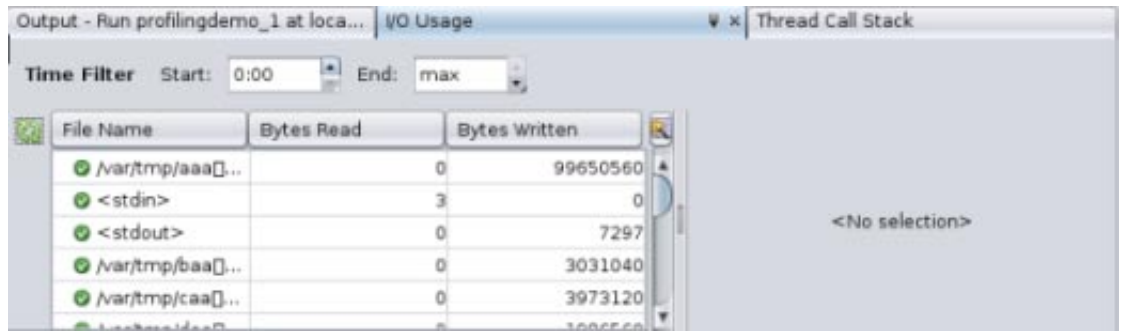 Output - Run profilingdemo_1 at loca... I/O Usage Thread Call Stack
Time Filter Start: 0:00 End: max
File Name Bytes Read Bytes Written
/var/tmp/aaa[]... 0 99650560
<stdin> 3 0
<stdout> 0 7297
<No selection>
/var/tmp/baa[]... 0 3031040
/var/tmp/caa[]... 0 3973120